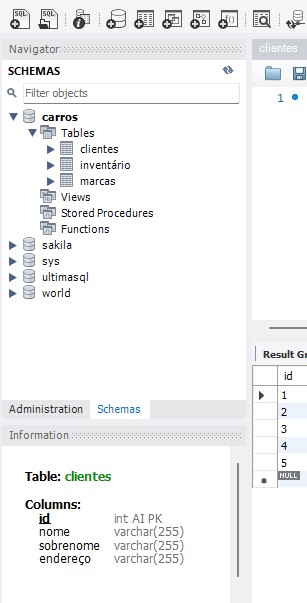 SQL
SQL
Navigator
clientes
SCHEMAS
Filter objects
1
carros
Tables
clientes
inventário
marcas
Views
Stored Procedures
Functions
sakila
sys
ultimasql
world
Result Gr
id
1
2
3
4
5
NULL
Administration Schemas
Information
Table: clientes
Columns:
id int AI PK
nome varchar(255)
sobrenome varchar(255)
endereço varchar(255)